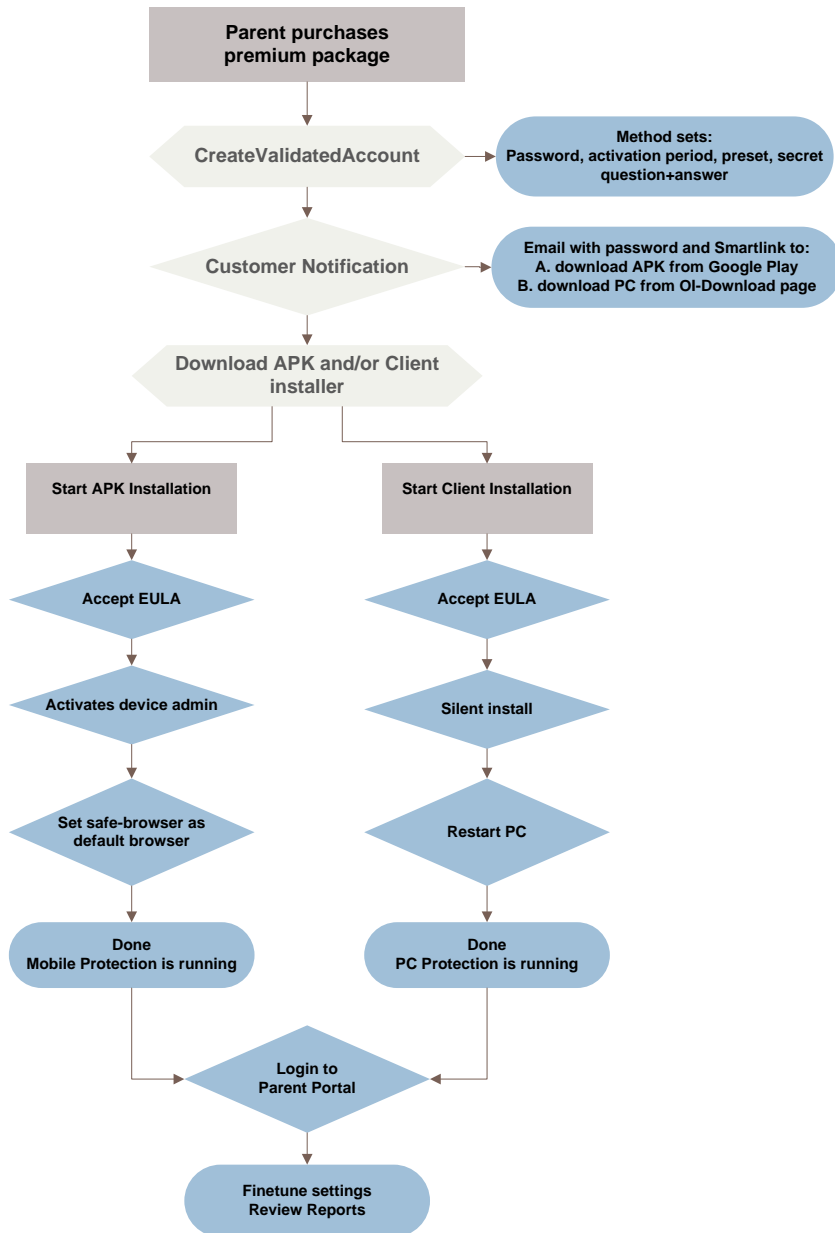 Parent purchases
premium package
CreateValidatedAccount
Method sets:
Password, activation period, preset, secret
question+answer
Customer Notification
Email with password and Smartlink to:
A. download APK from Google Play
B. download PC from OI-Download page
Download APK and/or Client
installer
Start APK Installation
Start Client Installation
Accept EULA
Accept EULA
Activates device admin
Silent install
Set safe-browser as
default browser
Restart PC
Done
Mobile Protection is running
Done
PC Protection is running
Login to
Parent Portal
Finetune settings
Review Reports